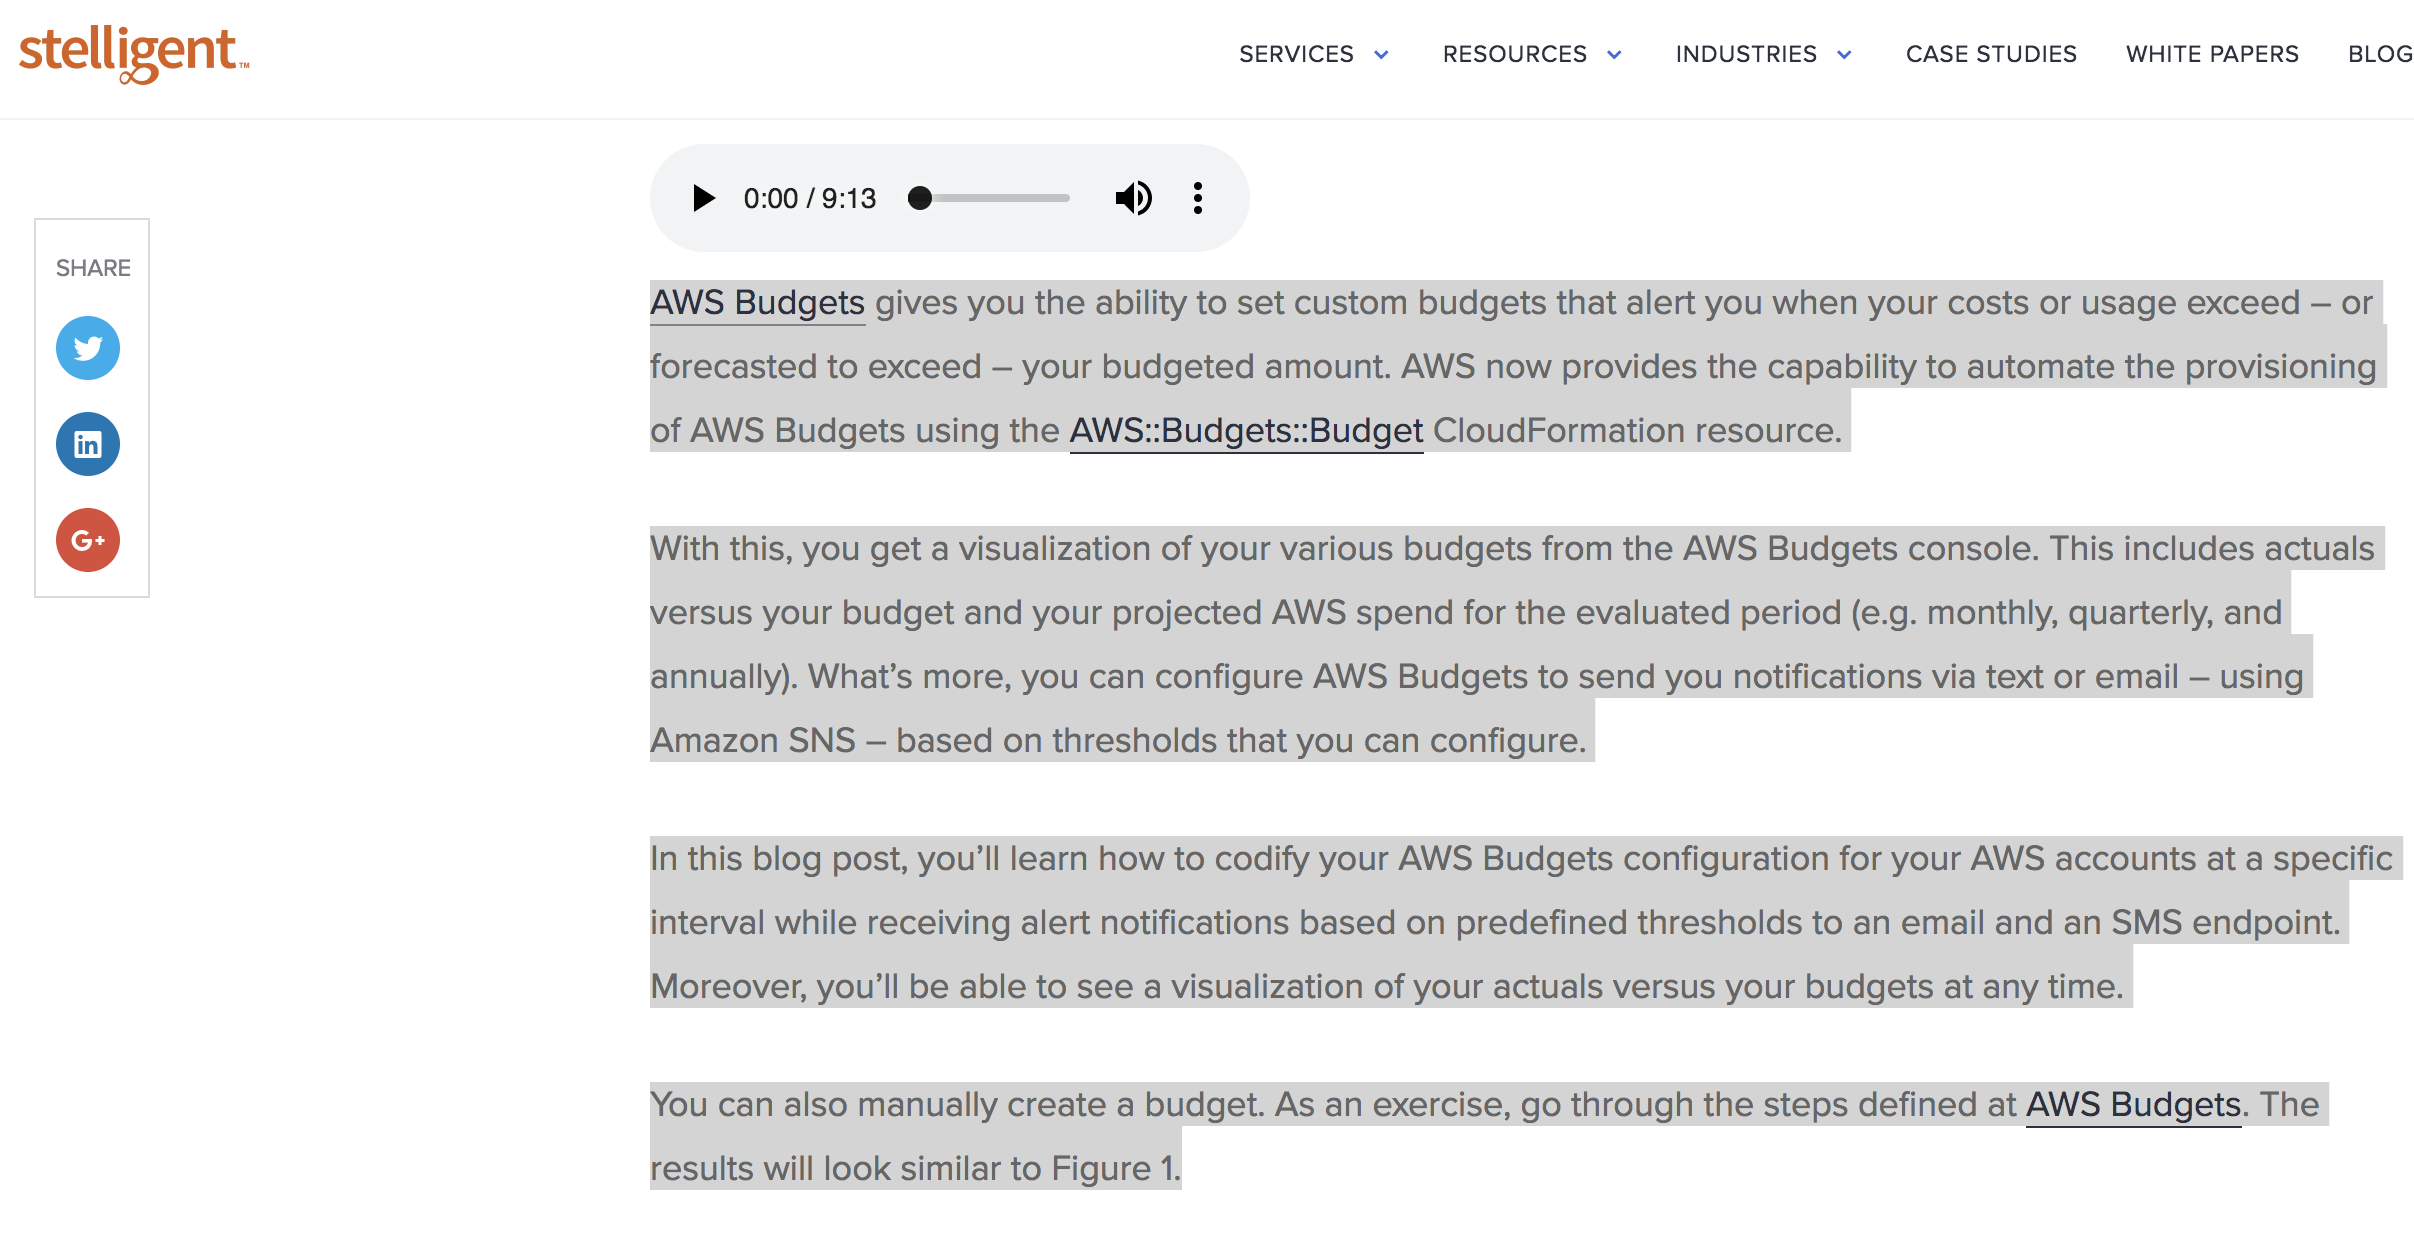 stelligent™
SERVICES RESOURCES INDUSTRIES CASE STUDIES WHITE PAPERS BLOG
0:00 / 9:13
SHARE
in
G+
AWS Budgets gives you the ability to set custom budgets that alert you when your costs or usage exceed – or
forecasted to exceed – your budgeted amount. AWS now provides the capability to automate the provisioning
of AWS Budgets using the AWS::Budgets::Budget CloudFormation resource.
With this, you get a visualization of your various budgets from the AWS Budgets console. This includes actuals
versus your budget and your projected AWS spend for the evaluated period (e.g. monthly, quarterly, and
annually). What’s more, you can configure AWS Budgets to send you notifications via text or email – using
Amazon SNS – based on thresholds that you can configure.
In this blog post, you’ll learn how to codify your AWS Budgets configuration for your AWS accounts at a specific
interval while receiving alert notifications based on predefined thresholds to an email and an SMS endpoint.
Moreover, you’ll be able to see a visualization of your actuals versus your budgets at any time.
You can also manually create a budget. As an exercise, go through the steps defined at AWS Budgets. The
results will look similar to Figure 1.